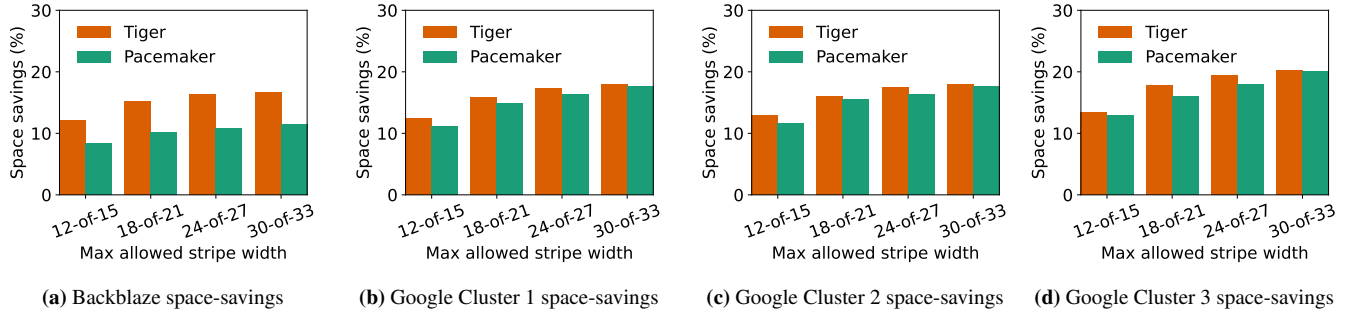 Space savings (%)
30
20
10
0
Tiger
Pacemaker
12-of-15
18-of-21
24-of-27
30-of-33
Max allowed stripe width
(a) Backblaze space-savings
Space savings (%)
30
20
10
0
Tiger
Pacemaker
12-of-15
18-of-21
24-of-27
30-of-33
Max allowed stripe width
(b) Google Cluster 1 space-savings
Space savings (%)
30
20
10
0
Tiger
Pacemaker
12-of-15
18-of-21
24-of-27
30-of-33
Max allowed stripe width
(c) Google Cluster 2 space-savings
Space savings (%)
30
20
10
0
Tiger
Pacemaker
12-of-15
18-of-21
24-of-27
30-of-33
Max allowed stripe width
(d) Google Cluster 3 space-savings